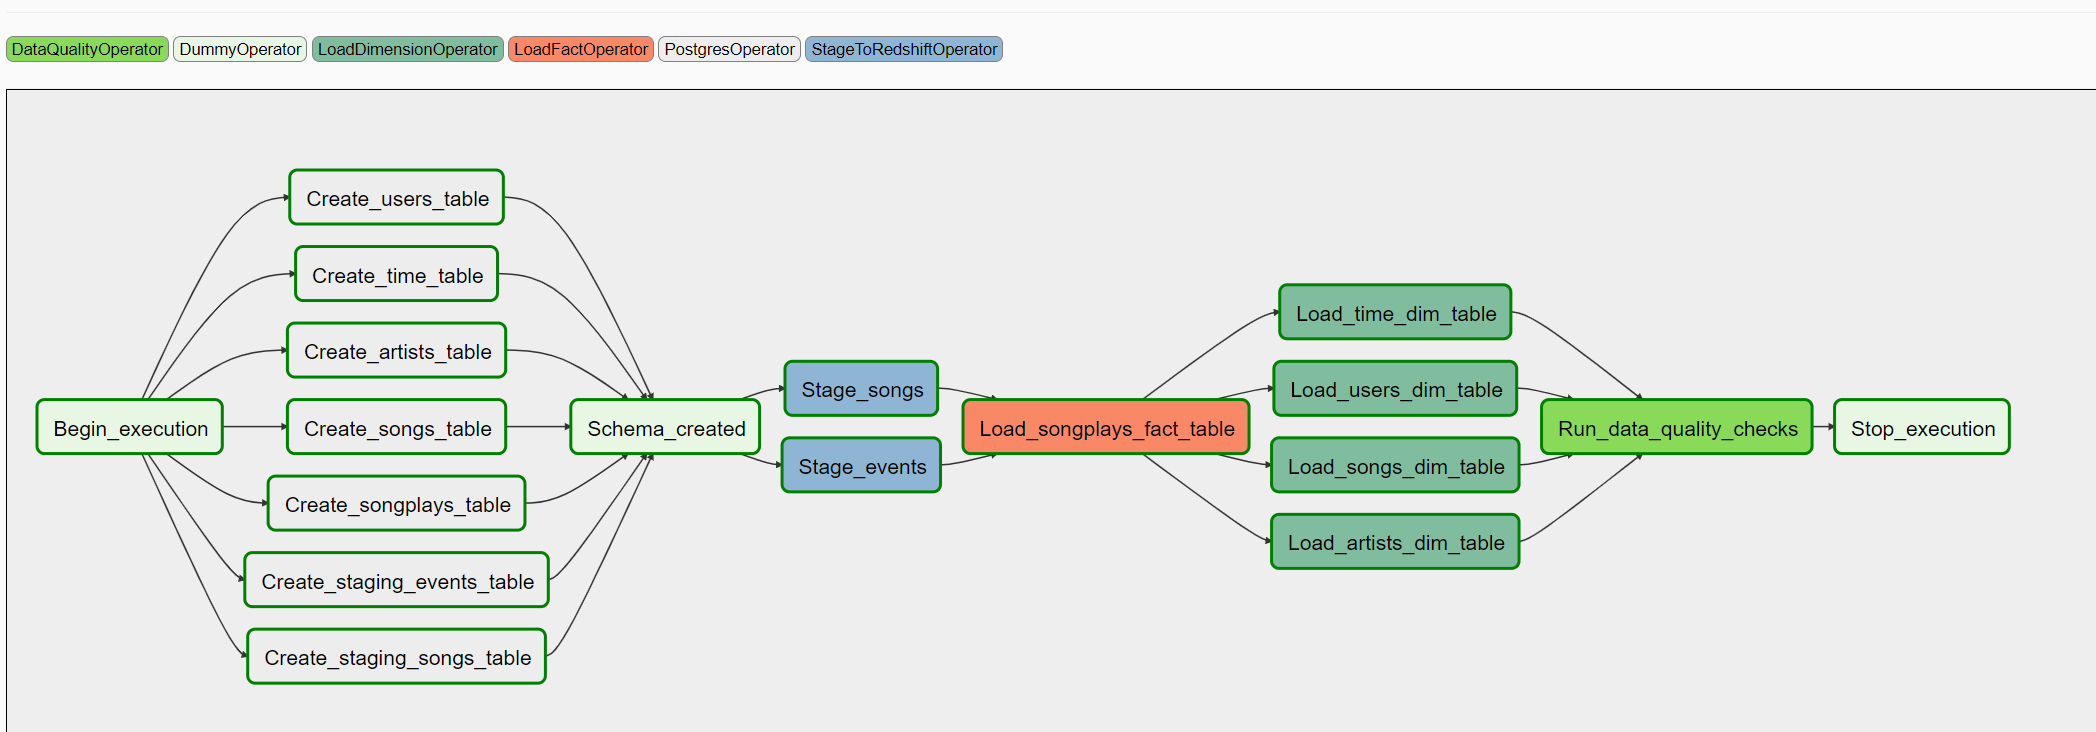 DataQualityOperator DummyOperator LoadDimensionOperator LoadFactOperator PostgresOperator StageToRedshiftOperator
Begin_execution
Create_users_table
Create_time_table
Create_artists_table
Create_songs_table
Create_songplays_table
Create_staging_events_table
Create_staging_songs_table
Schema_created
Stage_songs
Stage_events
Load_songplays_fact_table
Load_time_dim_table
Load_users_dim_table
Load_songs_dim_table
Load_artists_dim_table
Run_data_quality_checks
Stop_execution